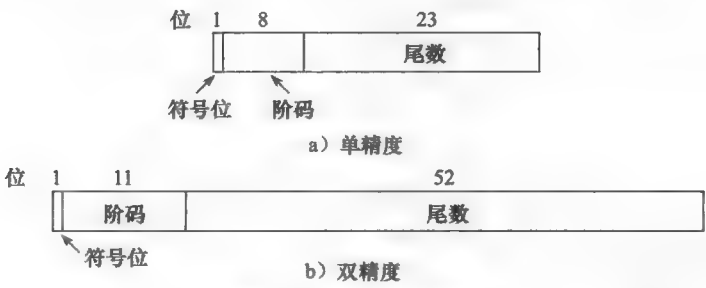 位 1 8 23
尾数
符号位 阶码
a）单精度
位 1 11 52
阶码 尾数
符号位
b）双精度